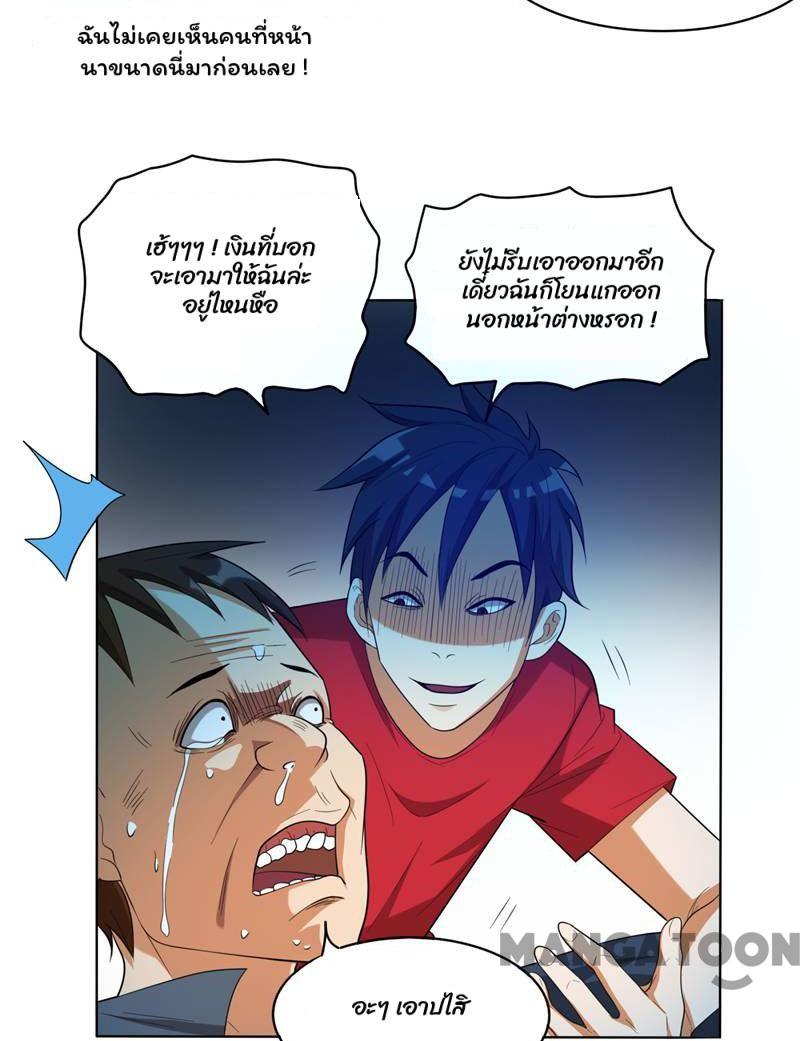 ฉันไม่เคยเห็นคนที่หน้า
นาขนาดนี่มาก่อนเลย !
เฮ้ๆๆๆ ! เงินที่บอก
จะเอามาให้ฉันล่ะ
อยู่ไหนหือ
ยังไม่รีบเอาออกมาอีก
เดี๋ยวฉันก็โยนแกออก
นอกหน้าต่างหรอก !
อะๆ เอาปไสิ
MANGATOON